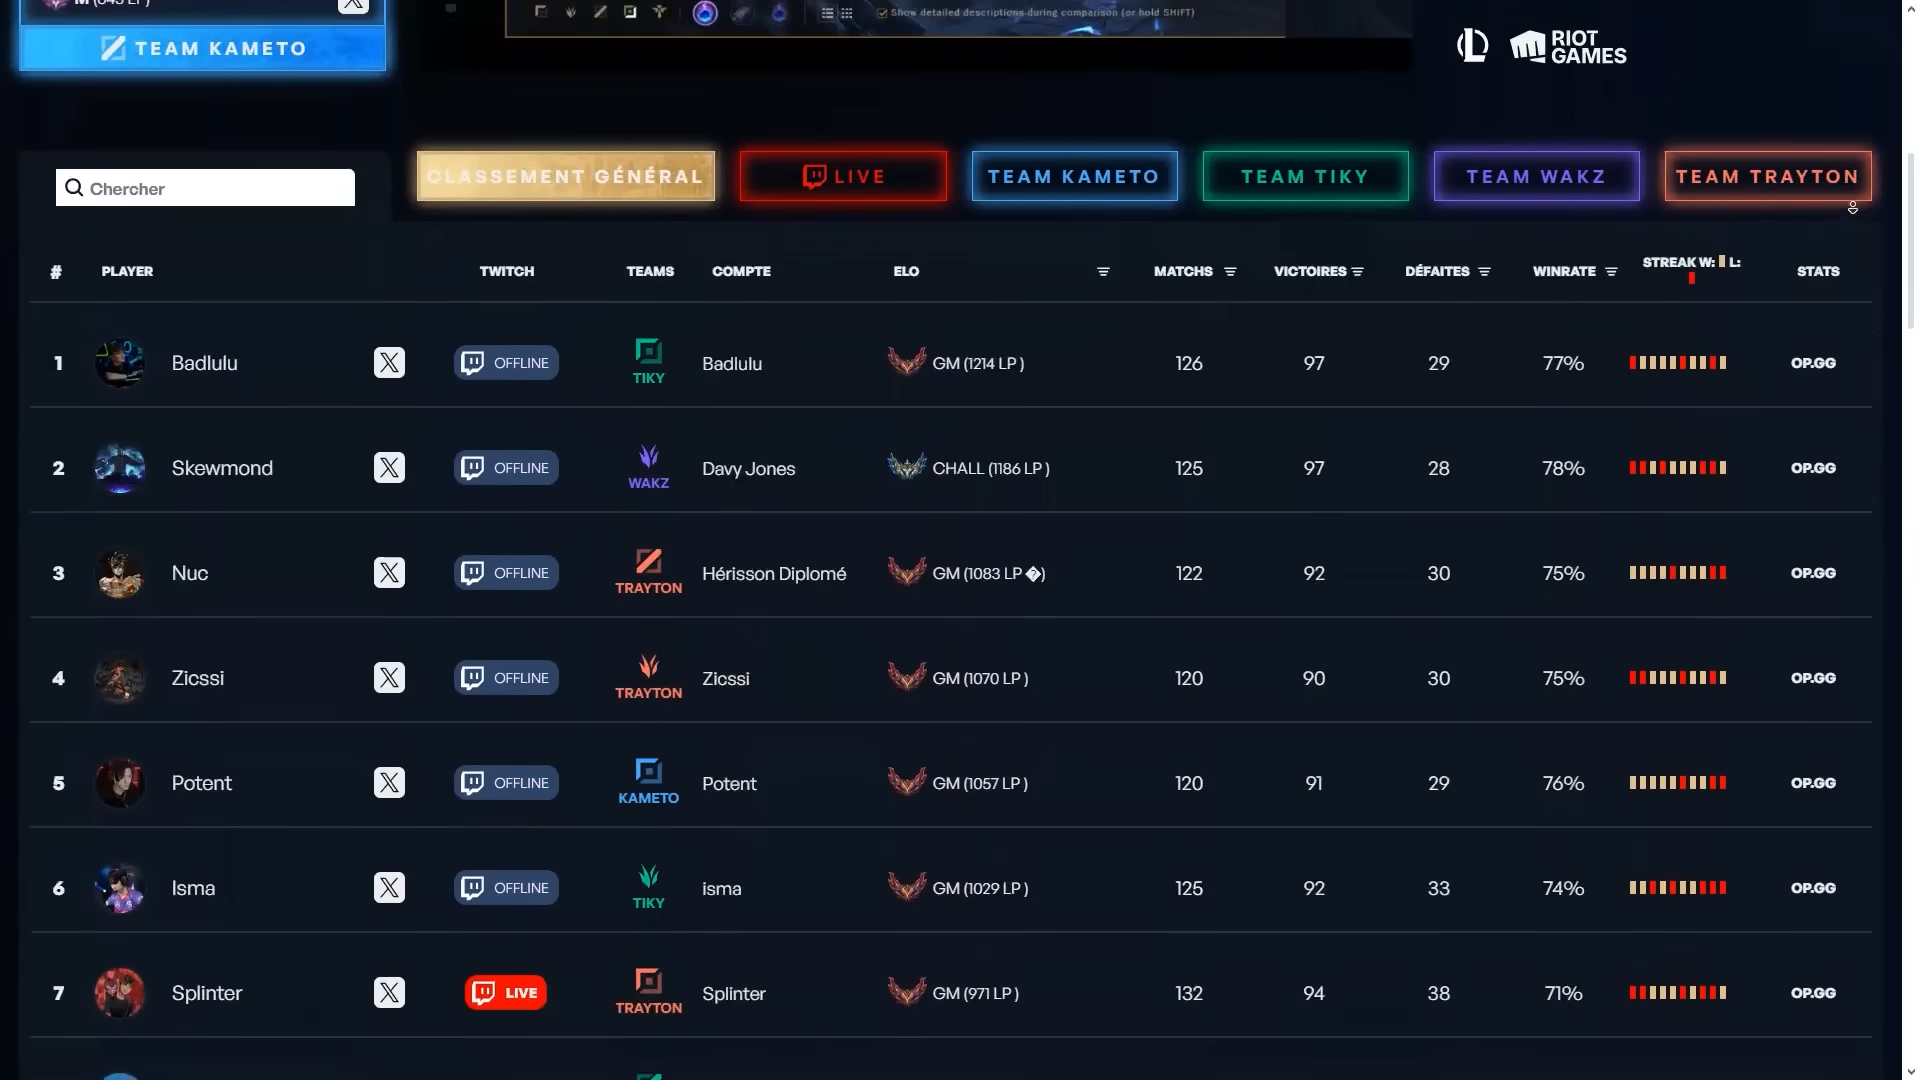 TEAM KAMETO
Show detailed descriptions during comparison (or hold SHIFT)
RIOT
GAMES
Chercher
CLASSEMENT GÉNÉRAL
LIVE
TEAM KAMETO
TEAM TIKY
TEAM WAKZ
TEAM TRAYTON
# PLAYER TWITCH TEAMS COMPTE ELO MATCHS VICTOIRES DÉFAITES WINRATE STREAK W: L: STATS
1 Badlulu OFFLINE TIKY Badlulu GM (1214 LP ) 126 97 29 77% OP.GG
2 Skewmond OFFLINE WAKZ Davy Jones CHALL (1186 LP ) 125 97 28 78% OP.GG
3 Nuc OFFLINE TRAYTON Hérisson Diplomé GM (1083 LP �) 122 92 30 75% OP.GG
4 Zicssi OFFLINE TRAYTON Zicssi GM (1070 LP ) 120 90 30 75% OP.GG
5 Potent OFFLINE KAMETO Potent GM (1057 LP ) 120 91 29 76% OP.GG
6 Isma OFFLINE TIKY isma GM (1029 LP ) 125 92 33 74% OP.GG
7 Splinter LIVE TRAYTON Splinter GM (971 LP ) 132 94 38 71% OP.GG